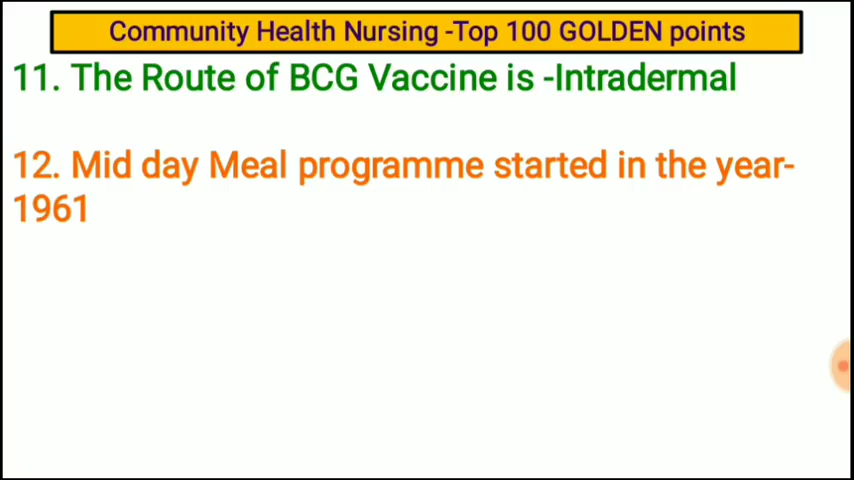 Community Health Nursing -Top 100 GOLDEN points
11. The Route of BCG Vaccine is -Intradermal
12. Mid day Meal programme started in the year-
1961